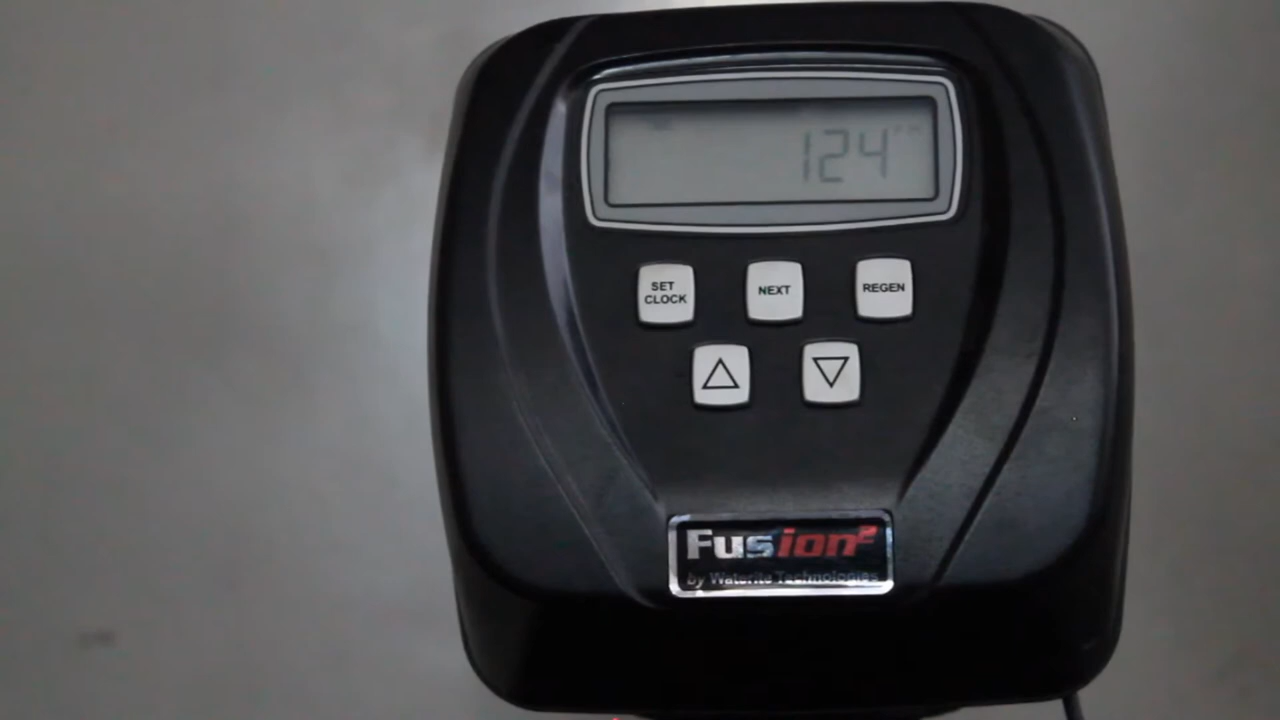 124
SET
CLOCK
NEXT
REGEN
Fusion²
by Waterite Technologies